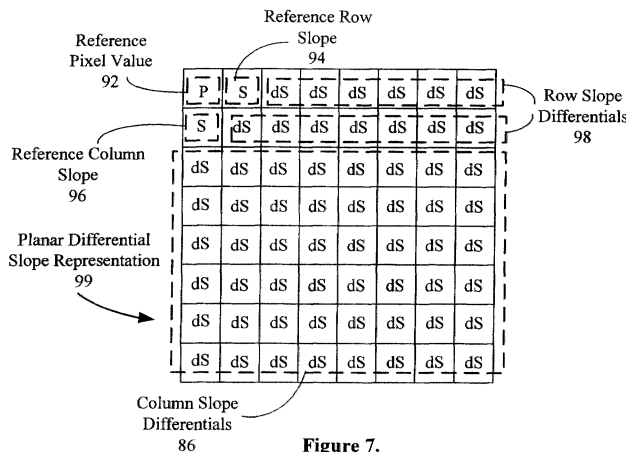 Reference Row
Slope
94
Reference
Pixel Value
92
P S dS dS dS dS dS dS
S dS dS dS dS dS dS dS
Row Slope
Differentials
98
Reference Column
Slope
96
dS dS dS dS dS dS dS dS
dS dS dS dS dS dS dS dS
dS dS dS dS dS dS dS dS
dS dS dS dS dS dS dS dS
dS dS dS dS dS dS dS dS
dS dS dS dS dS dS dS dS
Planar Differential
Slope Representation
99
Column Slope
Differentials
86
Figure 7.